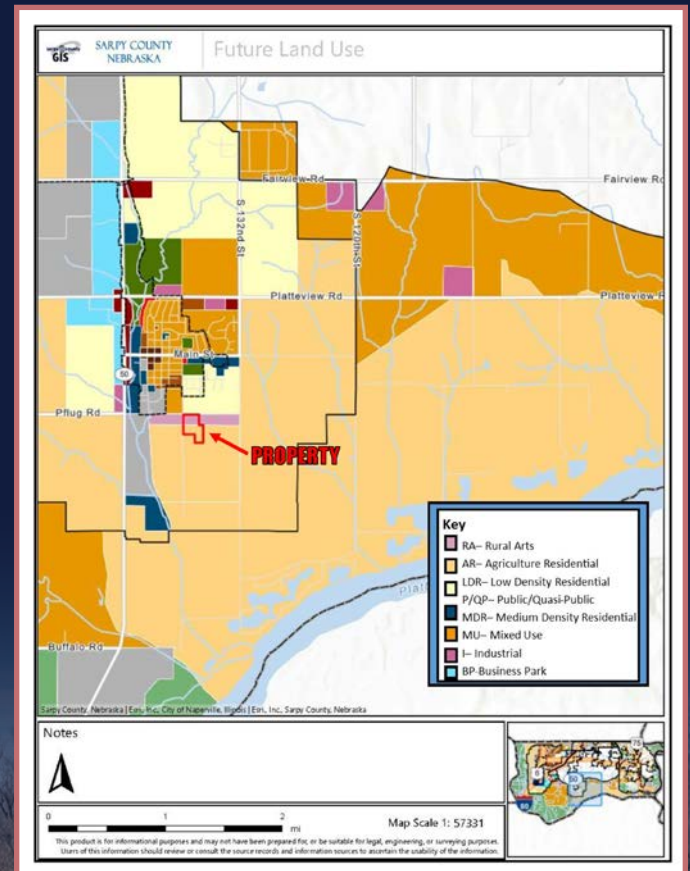 GIS
SARPY COUNTY
NEBRASKA
Future Land Use
Fairview Rd
Fairview Rd
S 132nd St
S 120th St
Platteview Rd
Platteview R
Main St
50
Pflug Rd
PROPERTY
Key
RA– Rural Arts
AR– Agriculture Residential
LDR– Low Density Residential
P/QP– Public/Quasi-Public
MDR– Medium Density Residential
MU– Mixed Use
I– Industrial
BP-Business Park
Platt
Buffalo Rd
Sarpy County, Nebraska | Esri, Inc., City of Naperville, Illinois | Esri, Inc., Sarpy County, Nebraska
Notes
75
6
50
80
0 1 2
mi
Map Scale 1: 57331
This product is for informational purposes and may not have been prepared for, or be suitable for legal, engineering, or surveying purposes.
Users of this information should review or consult the source records and information sources to ascertain the usability of the information.